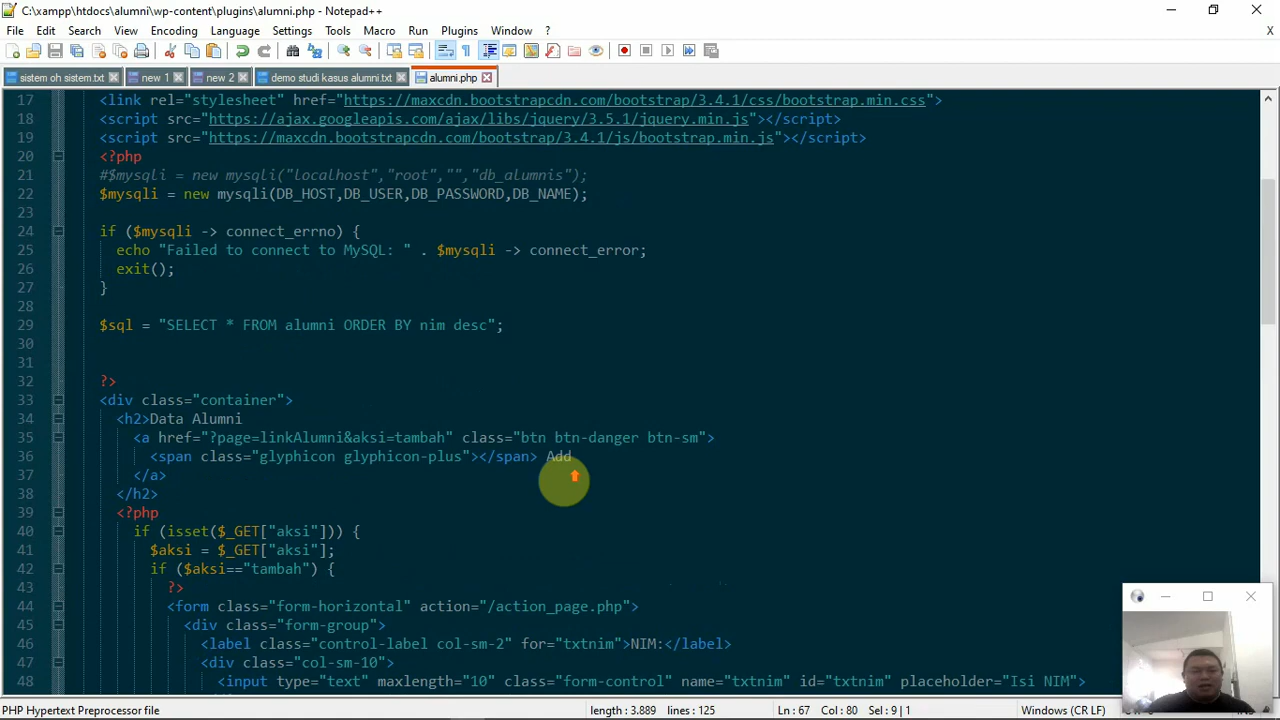 C:\xampp\htdocs\alumni\wp-content\plugins\alumni.php - Notepad++
File Edit Search View Encoding Language Settings Tools Macro Run Plugins Window ? X
sistem oh sistem.txt new 1 new 2 demo studi kasus alumni.txt alumni.php
17 <link rel="stylesheet" href="https://maxcdn.bootstrapcdn.com/bootstrap/3.4.1/css/bootstrap.min.css">
18 <script src="https://ajax.googleapis.com/ajax/libs/jquery/3.5.1/jquery.min.js"></script>
19 <script src="https://maxcdn.bootstrapcdn.com/bootstrap/3.4.1/js/bootstrap.min.js"></script>
20 <?php
21 #$mysqli = new mysqli("localhost","root","","db_alumnis");
22 $mysqli = new mysqli(DB_HOST,DB_USER,DB_PASSWORD,DB_NAME);
23
24 if ($mysqli -> connect_errno) {
25 echo "Failed to connect to MySQL: " . $mysqli -> connect_error;
26 exit();
27 }
28
29 $sql = "SELECT * FROM alumni ORDER BY nim desc";
30
31
32 ?>
33 <div class="container">
34 <h2>Data Alumni
35 <a href="?page=linkAlumni&aksi=tambah" class="btn btn-danger btn-sm">
36 <span class="glyphicon glyphicon-plus"></span> Add
37 </a>
38 </h2>
39 <?php
40 if (isset($_GET["aksi"])) {
41 $aksi = $_GET["aksi"];
42 if ($aksi=="tambah") {
43 ?>
44 <form class="form-horizontal" action="/action_page.php">
45 <div class="form-group">
46 <label class="control-label col-sm-2" for="txtnim">NIM:</label>
47 <div class="col-sm-10">
48 <input type="text" maxlength="10" class="form-control" name="txtnim" id="txtnim" placeholder="Isi NIM">
PHP Hypertext Preprocessor file length : 3.889 lines : 125 Ln : 67 Col : 80 Sel : 9 | 1 Windows (CR LF)